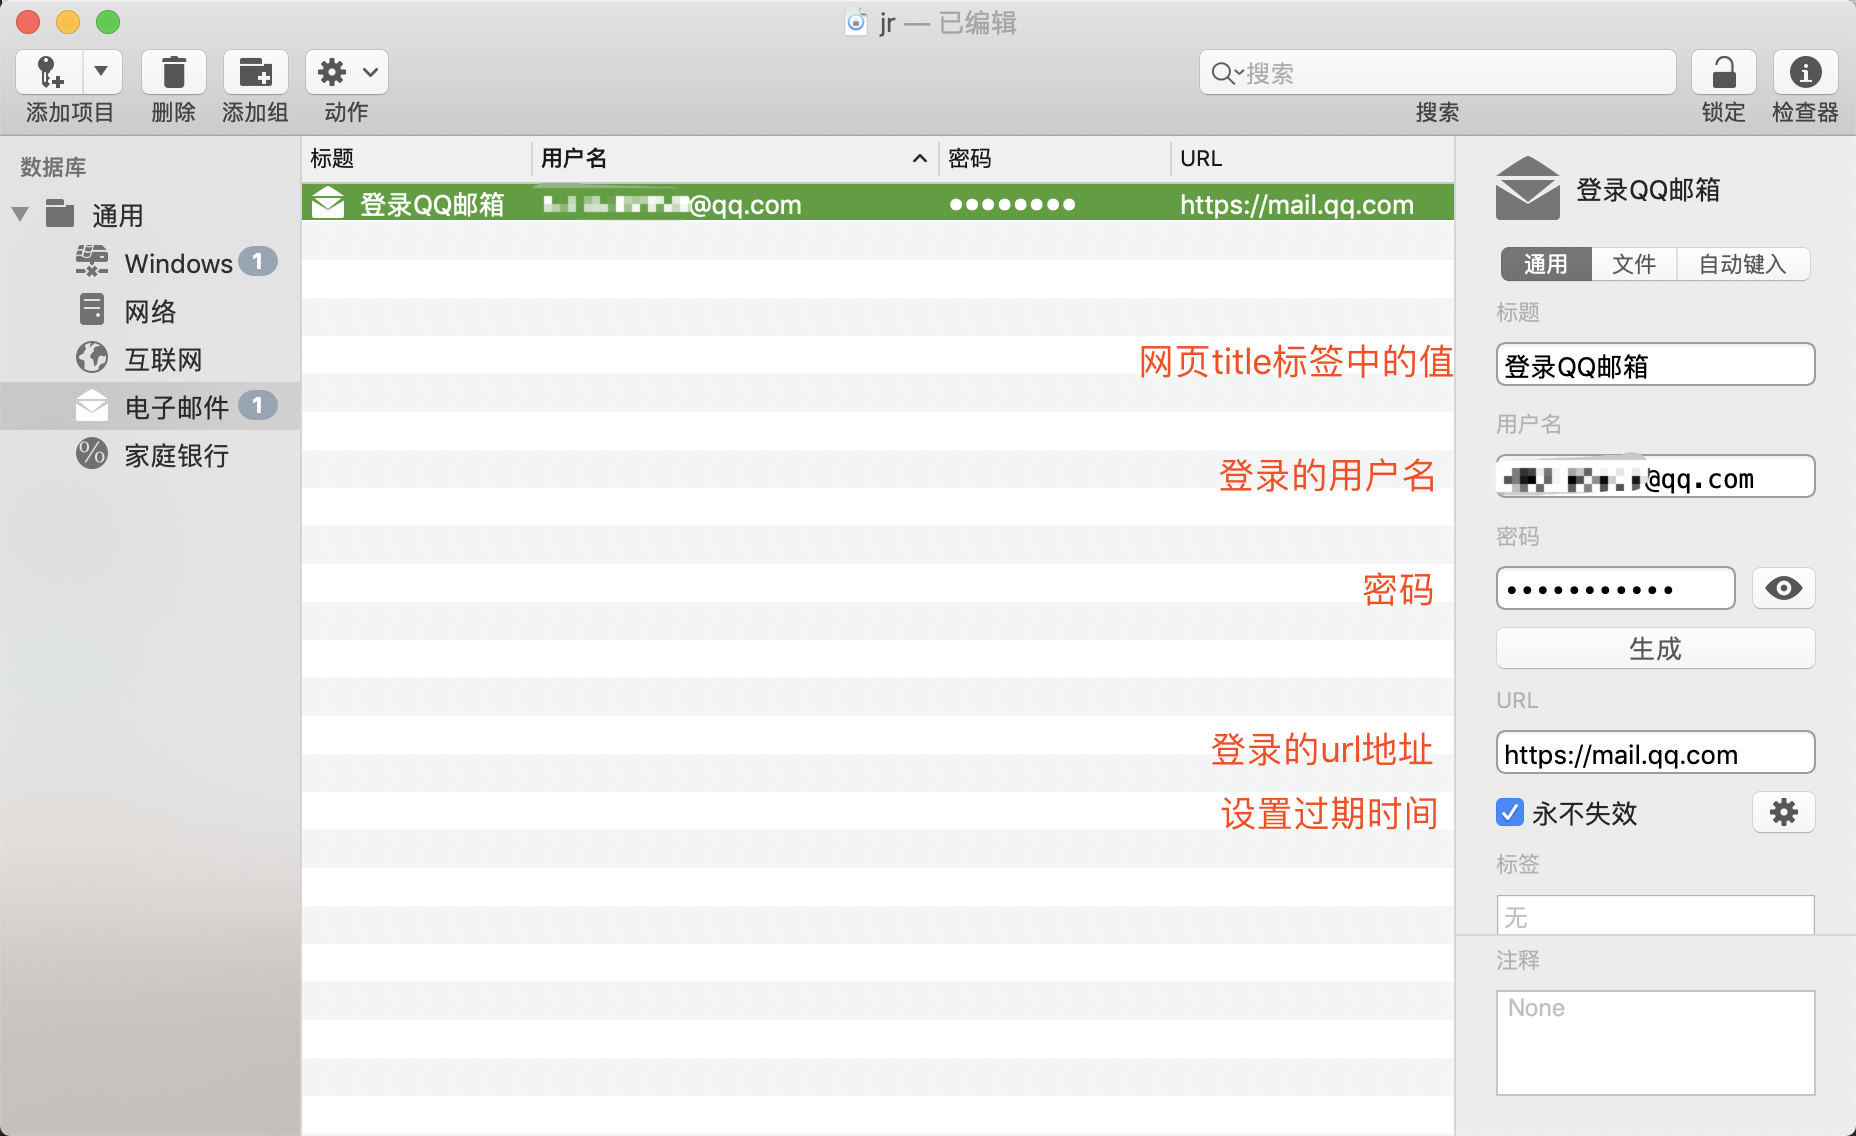 jr — 已编辑
添加项目
删除
添加组
动作
搜索
搜索
锁定
检查器
数据库
通用
Windows 1
网络
互联网
电子邮件 1
家庭银行
标题 用户名 密码 URL
登录QQ邮箱 @qq.com ●●●●●●●● https://mail.qq.com
网页title标签中的值
登录的用户名
密码
登录的url地址
设置过期时间
登录QQ邮箱
通用 文件 自动键入
标题
登录QQ邮箱
用户名
@qq.com
密码
•••••••••••
生成
URL
https://mail.qq.com
永不失效
标签
无
注释
None